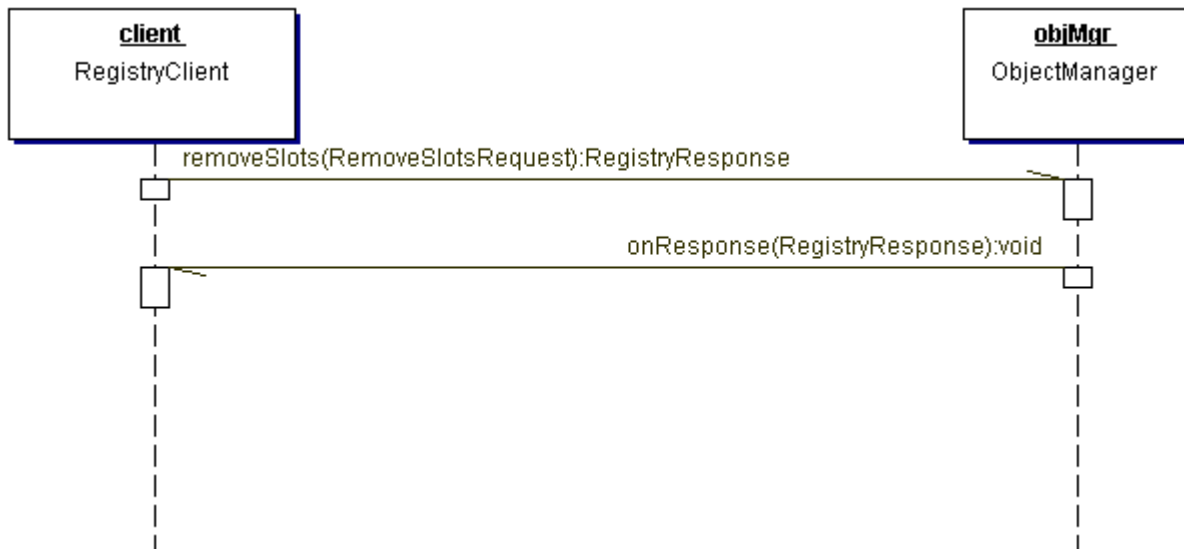 client
RegistryClient
objMgr
ObjectManager
removeSlots(RemoveSlotsRequest):RegistryResponse
onResponse(RegistryResponse):void